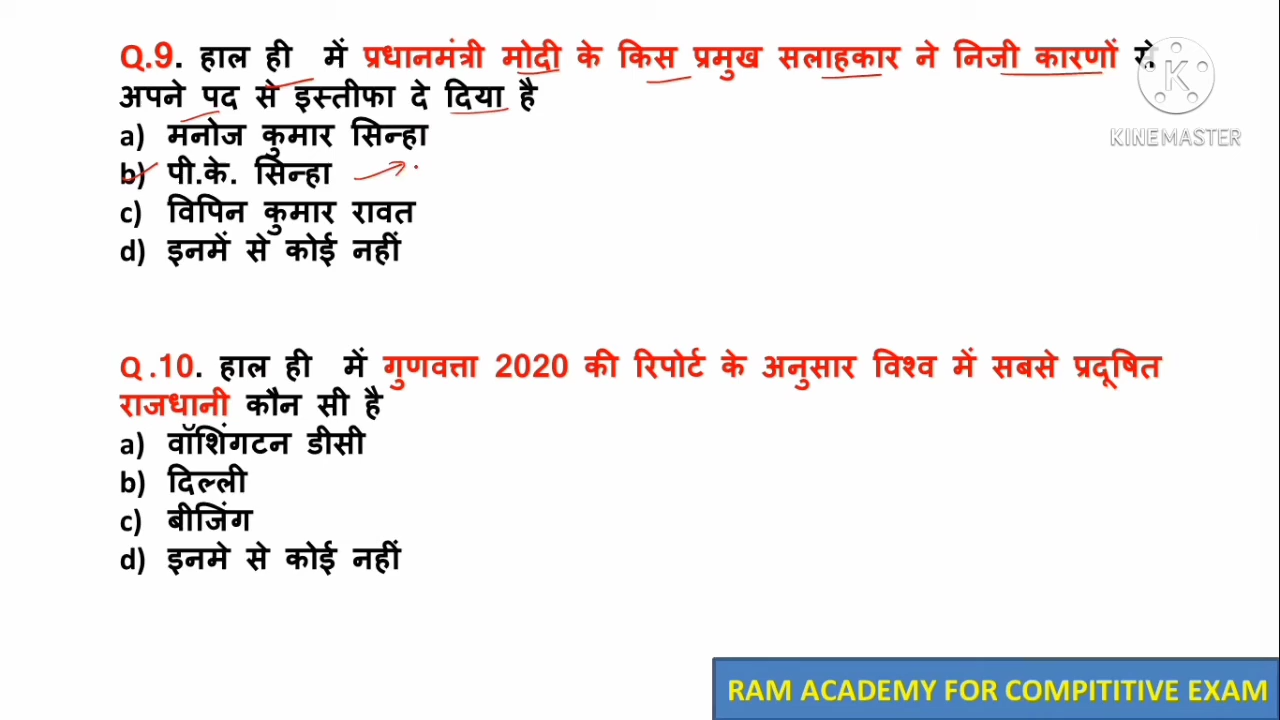 Q.9. हाल ही में प्रधानमंत्री मोदी के किस प्रमुख सलाहकार ने निजी कारणों से
अपने पद से इस्तीफा दे दिया है
a) मनोज कुमार सिन्हा
b) पी.के. सिन्हा
c) विपिन कुमार रावत
d) इनमें से कोई नहीं
KINEMASTER
Q .10. हाल ही में गुणवत्ता 2020 की रिपोर्ट के अनुसार विश्व में सबसे प्रदूषित
राजधानी कौन सी है
a) वॉशिंगटन डीसी
b) दिल्ली
c) बीजिंग
d) इनमे से कोई नहीं
RAM ACADEMY FOR COMPITITIVE EXAM